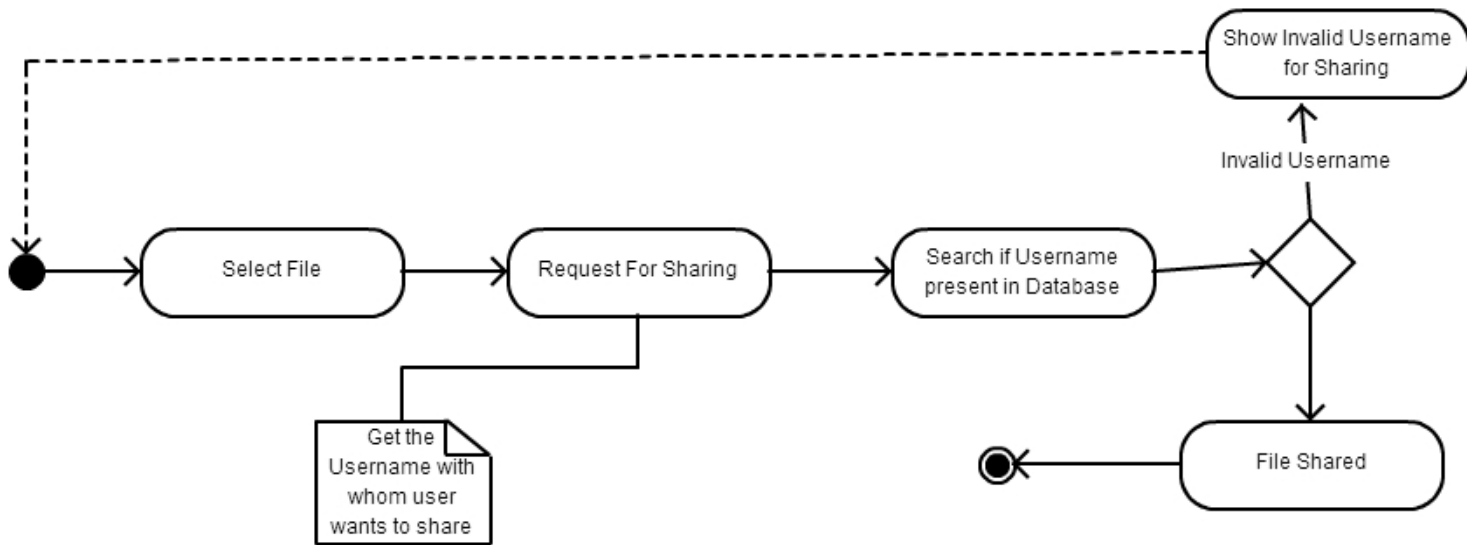 Show Invalid Username
for Sharing
Invalid Username
Select File
Request For Sharing
Search if Username
present in Database
Get the
Username with
whom user
wants to share
File Shared